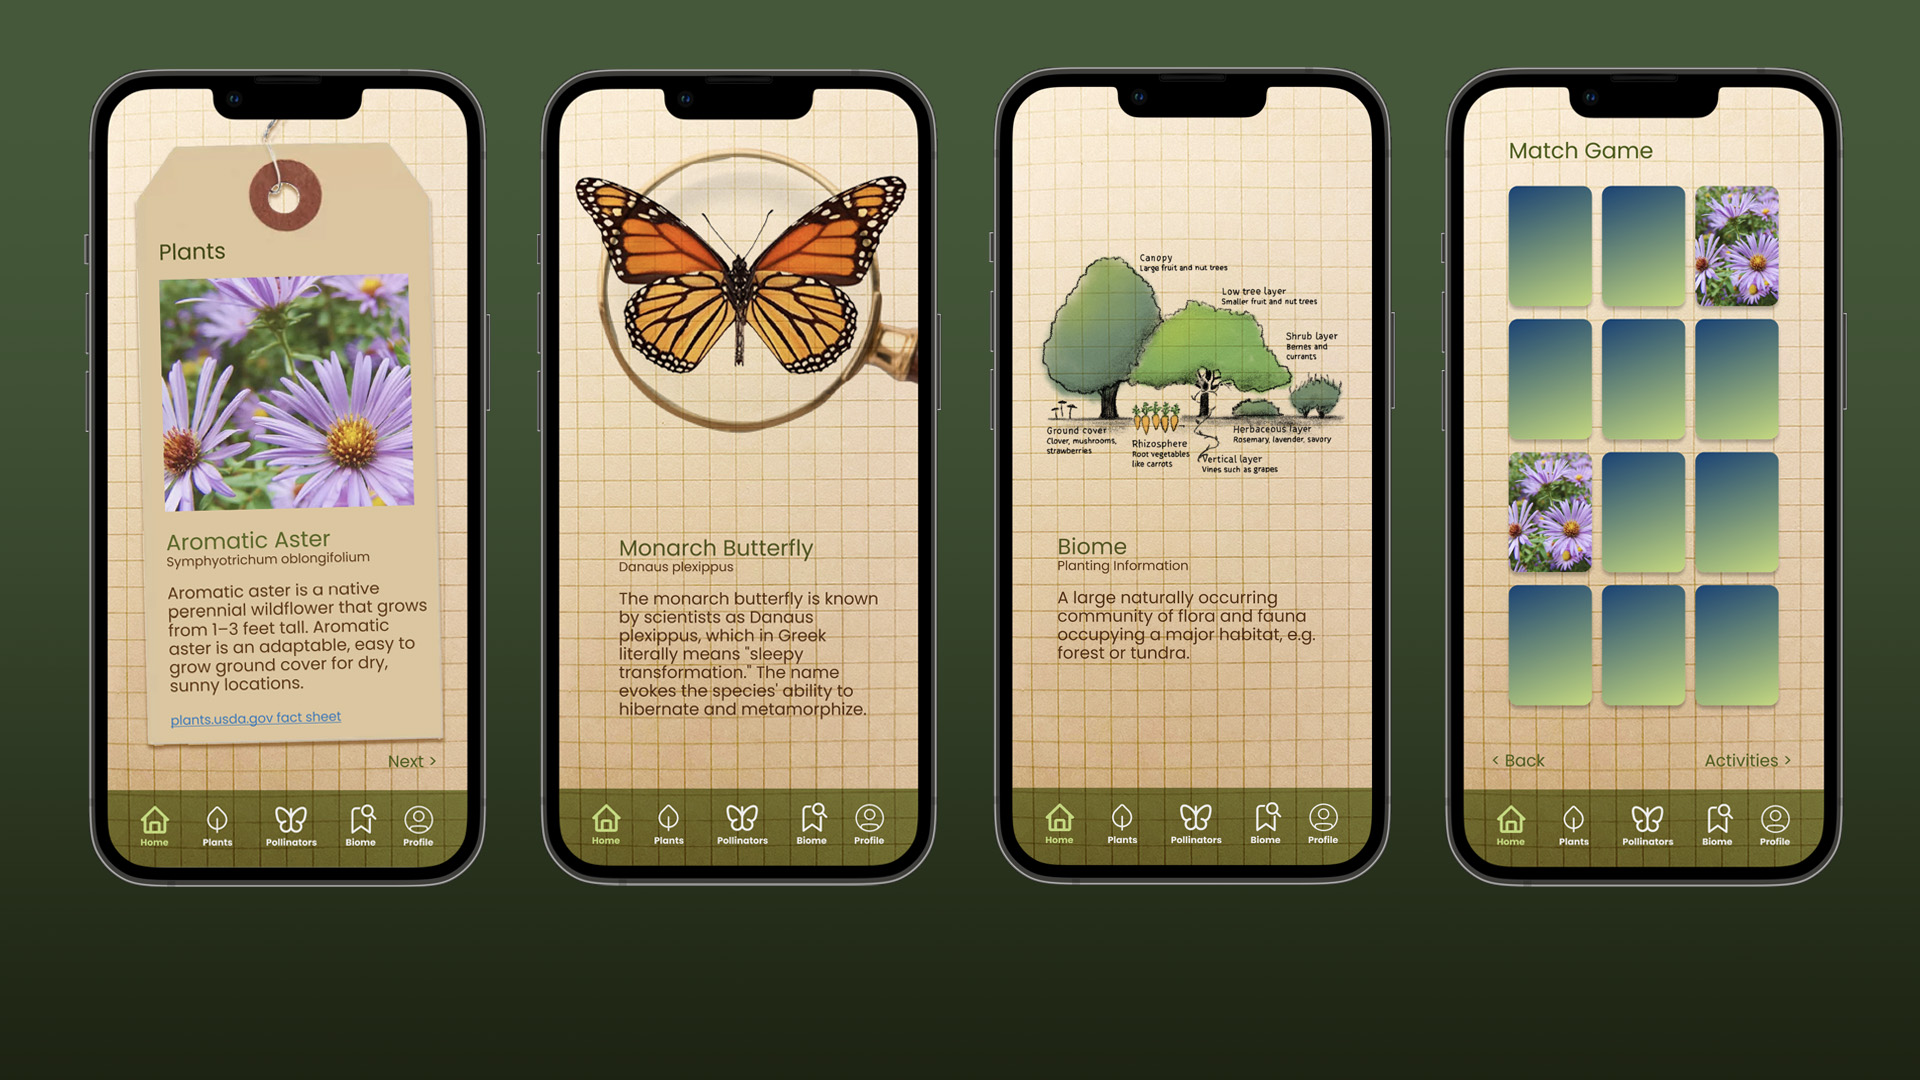 Plants
Aromatic Aster
Symphyotrichum oblongifolium
Aromatic aster is a native
perennial wildflower that grows
from 1–3 feet tall. Aromatic
aster is an adaptable, easy to
grow ground cover for dry,
sunny locations.
plants.usda.gov fact sheet
Next >
Home
Plants
Pollinators
Biome
Profile
Monarch Butterfly
Danaus plexippus
The monarch butterfly is known
by scientists as Danaus
plexippus, which in Greek
literally means "sleepy
transformation." The name
evokes the species' ability to
hibernate and metamorphize.
Home
Plants
Pollinators
Biome
Profile
Canopy
Large fruit and nut trees
Low tree layer
Smaller fruit and nut trees
Shrub layer
Berries and
currants
Ground cover
Clover, mushrooms,
strawberries
Rhizosphere
Root vegetables
like carrots
Herbaceous layer
Rosemary, lavender, savory
Vertical layer
Vines such as grapes
Biome
Planting Information
A large naturally occurring
community of flora and fauna
occupying a major habitat, e.g.
forest or tundra.
Home
Plants
Pollinators
Biome
Profile
Match Game
< Back
Activities >
Home
Plants
Pollinators
Biome
Profile